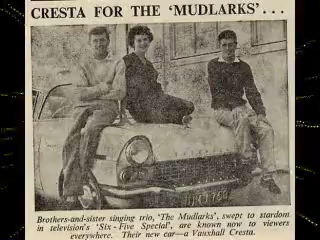 CRESTA FOR THE 'MUDLARKS'...
Brothers-and-sister singing trio, 'The Mudlarks', swept to stardom
in television's 'Six-Five Special', are known now to viewers
everywhere. Their new car—a Vauxhall Cresta.